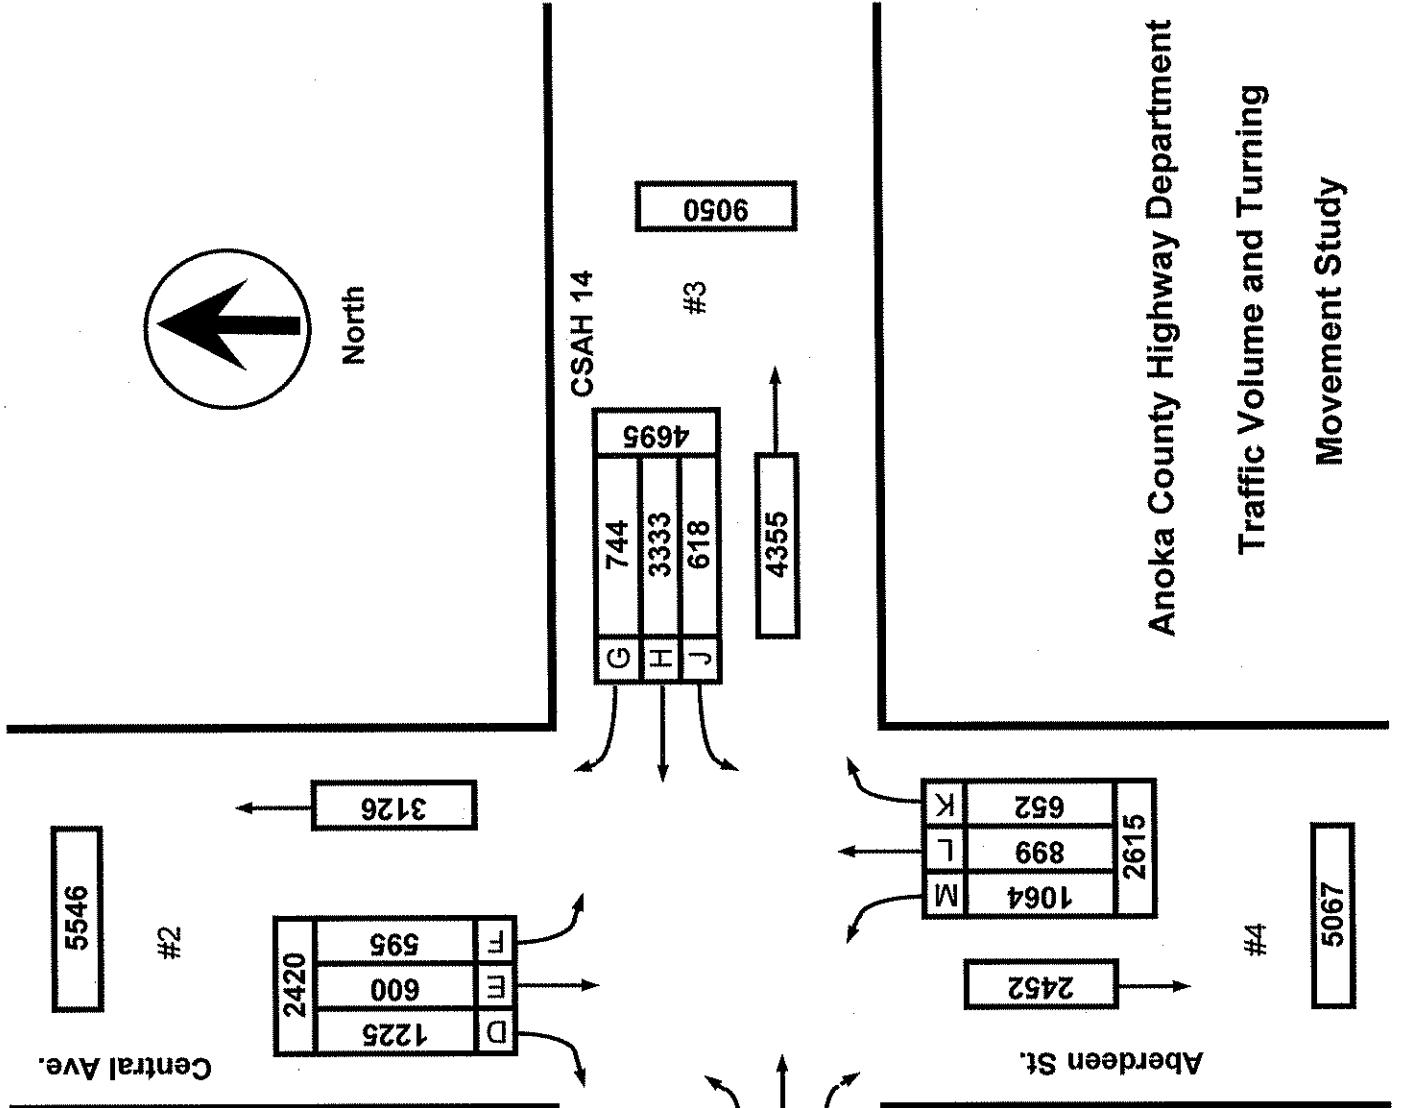 Central Ave.
5546
#2
3126
2420
1225
600
595
D
E
F
North
CSAH 14
G 744
H 3333
J 618
4695
#3
9050
4355
M
L
K
1064
899
652
2615
2452
#4
5067
Aberdeen St.
Anoka County Highway Department
Traffic Volume and Turning
Movement Study